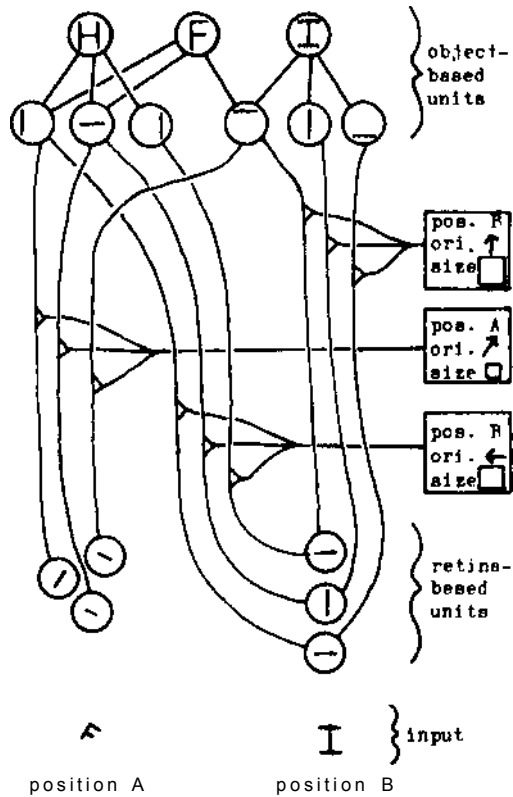 H F I
object-
based
units
pos. B
ori.
size
pos. A
ori.
size
pos. B
ori.
size
retina-
based
units
F I
input
position A position B